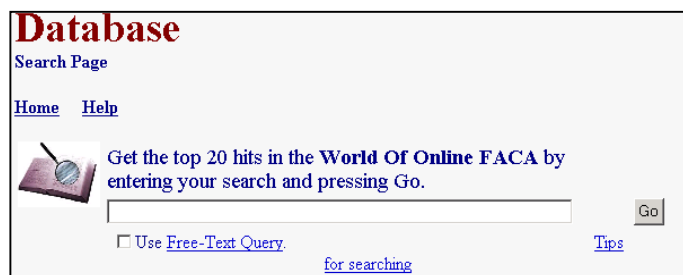 Database
Search Page
Home Help
Get the top 20 hits in the World Of Online FACA by
entering your search and pressing Go.
Go
Use Free-Text Query. Tips
for searching